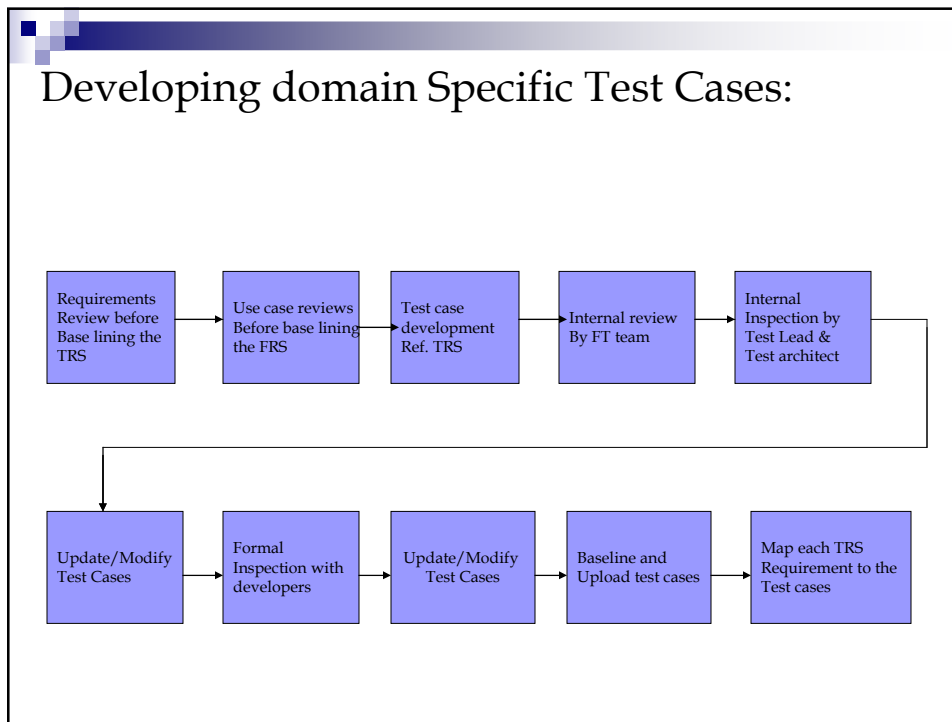 Developing domain Specific Test Cases:
Requirements
Review before
Base lining the
TRS
Use case reviews
Before base lining
the FRS
Test case
development
Ref. TRS
Internal review
By FT team
Internal
Inspection by
Test Lead &
Test architect
Update/Modify
Test Cases
Formal
Inspection with
developers
Update/Modify
Test Cases
Baseline and
Upload test cases
Map each TRS
Requirement to the
Test cases